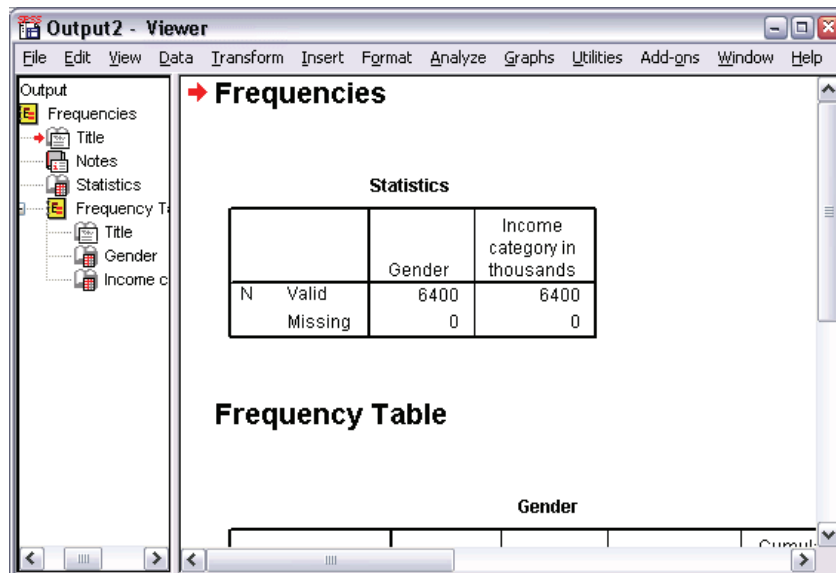 Output2 - Viewer
File Edit View Data Transform Insert Format Analyze Graphs Utilities Add-ons Window Help
Output
Frequencies
Title
Notes
Statistics
Frequency Ta
Title
Gender
Income c
Frequencies
Statistics
Gender Income category in thousands
N Valid 6400 6400
Missing 0 0
Frequency Table
Gender